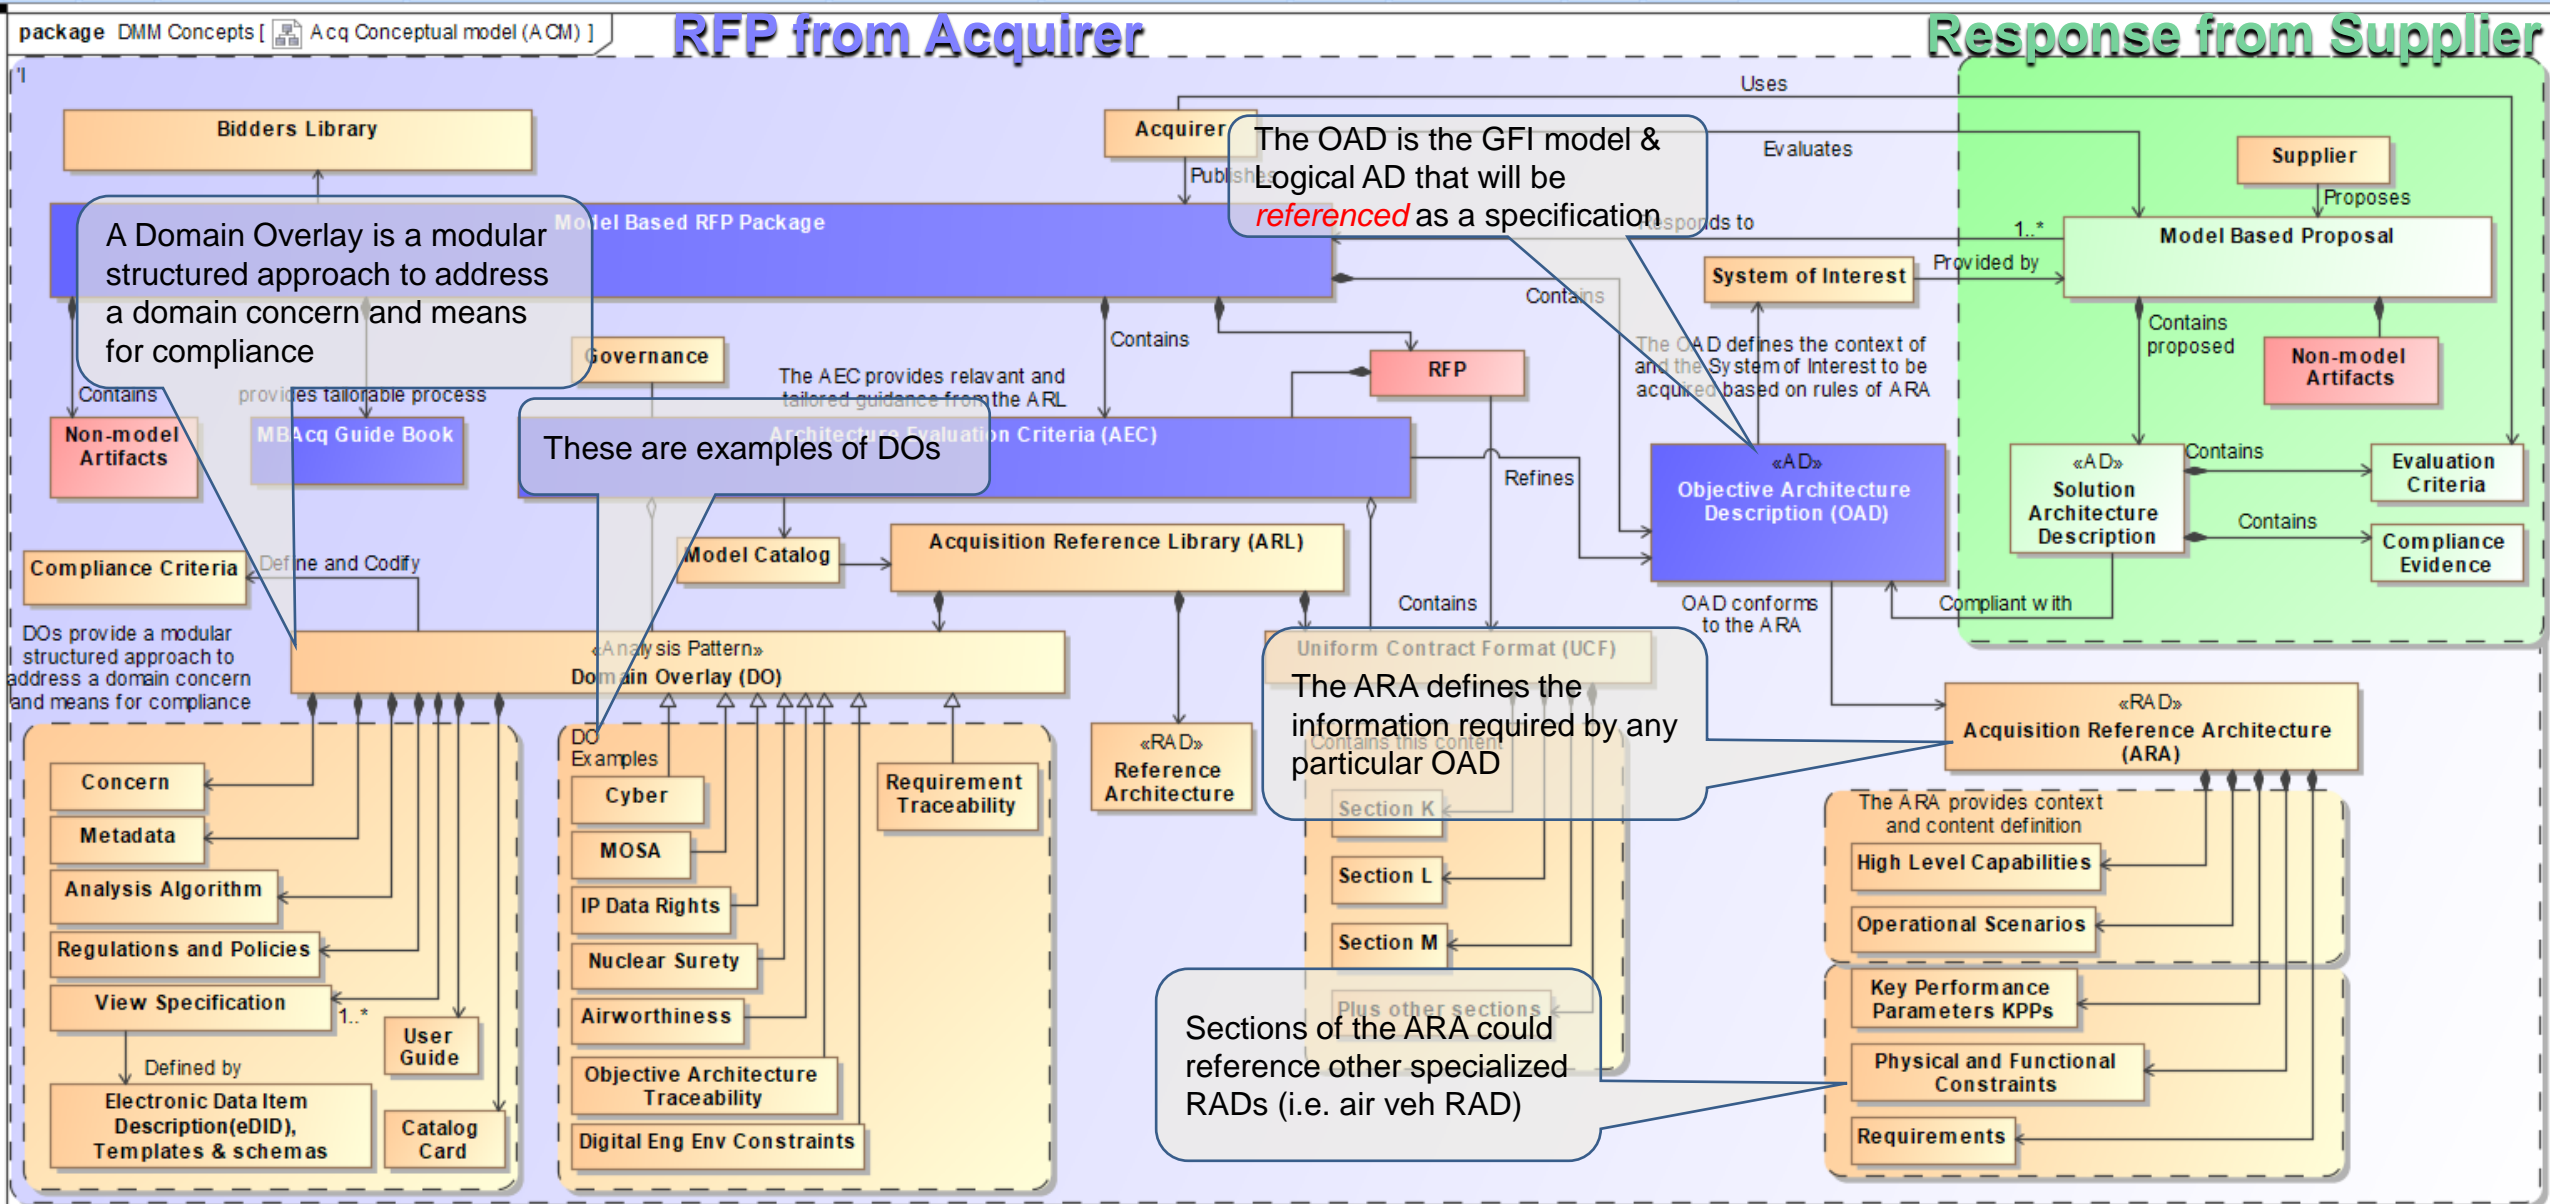 package DMM Concepts [ Acq Conceptual model (ACM) ]
RFP from Acquirer
Response from Supplier
Uses
Bidders Library
Acquirer
The OAD is the GFI model &
Logical AD that will be
referenced as a specification
Evaluates
Supplier
Publishes
Proposes
A Domain Overlay is a modular
structured approach to address
a domain concern and means
for compliance
Model Based RFP Package
Responds to
1..*
Model Based Proposal
System of Interest
Provided by
Contains
Contains
proposed
Contains
Governance
RFP
The OAD defines the context of
and the System of Interest to be
acquired based on rules of ARA
Non-model
Artifacts
The AEC provides relavant and
tailored guidance from the ARL
Contains
provides tailorable process
Non-model
Artifacts
MBAcq Guide Book
These are examples of DOs
Architecture Evaluation Criteria (AEC)
Refines
«AD»
Objective Architecture
Description (OAD)
«AD»
Solution
Architecture
Description
Contains
Evaluation
Criteria
Contains
Compliance
Evidence
Compliance Criteria
Define and Codify
Model Catalog
Acquisition Reference Library (ARL)
Contains
OAD conforms
to the ARA
Compliant with
DOs provide a modular
structured approach to
address a domain concern
and means for compliance
«Analysis Pattern»
Domain Overlay (DO)
Uniform Contract Format (UCF)
The ARA defines the
information required by any
particular OAD
Contains this content
«RAD»
Acquisition Reference Architecture
(ARA)
Concern
Metadata
Analysis Algorithm
Regulations and Policies
View Specification
1..*
User
Guide
Defined by
Electronic Data Item
Description(eDID),
Templates & schemas
Catalog
Card
DO
Examples
Cyber
MOSA
IP Data Rights
Nuclear Surety
Airworthiness
Objective Architecture
Traceability
Digital Eng Env Constraints
Requirement
Traceability
«RAD»
Reference
Architecture
Section K
Section L
Section M
Plus other sections
Sections of the ARA could
reference other specialized
RADs (i.e. air veh RAD)
The ARA provides context
and content definition
High Level Capabilities
Operational Scenarios
Key Performance
Parameters KPPs
Physical and Functional
Constraints
Requirements